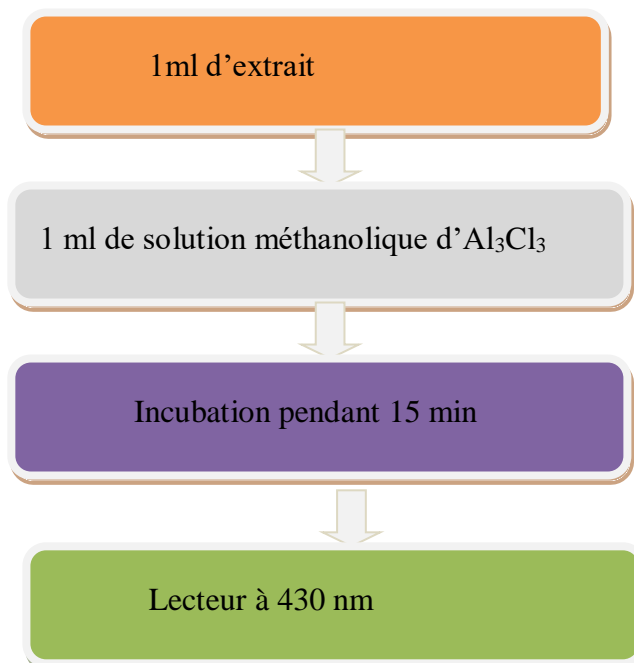 1ml d’extrait
1 ml de solution méthanolique d’Al₃Cl₃
Incubation pendant 15 min
Lecteur à 430 nm